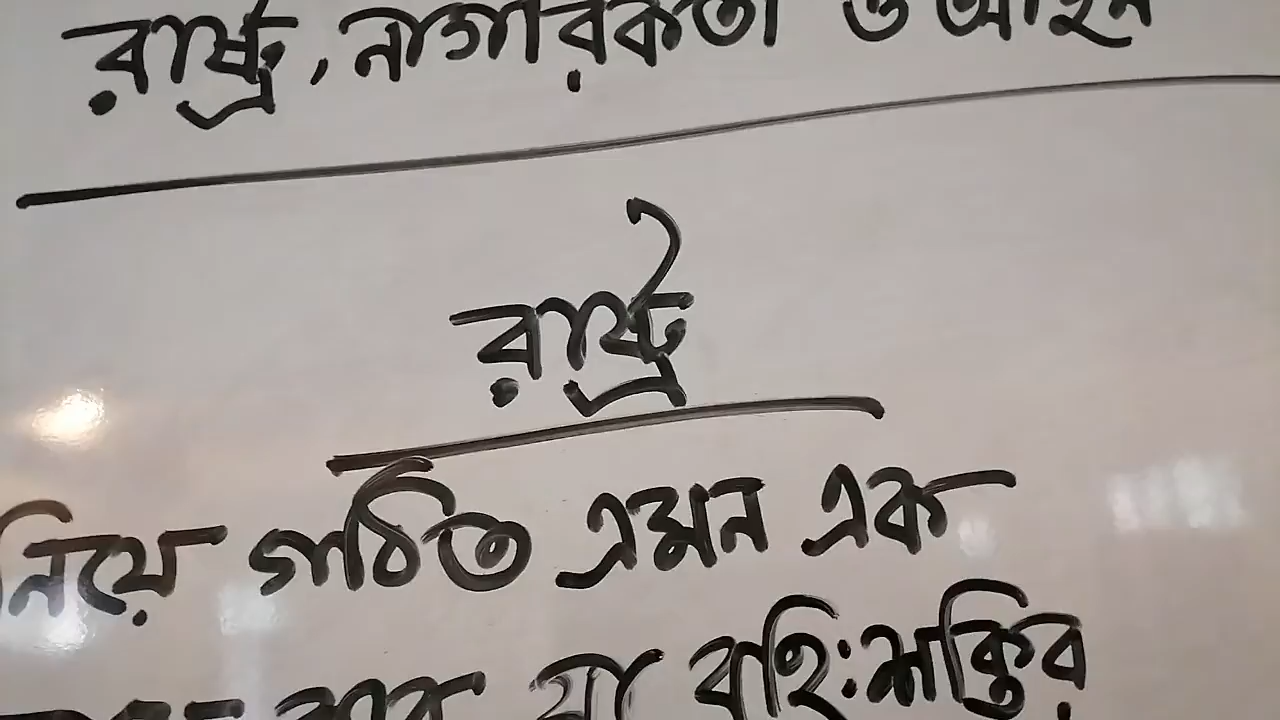 রাষ্ট্র, নাগরিকতা ও আইন
রাষ্ট্র
নিয়ে গঠিত এমন এক
যা বহিঃশক্তির